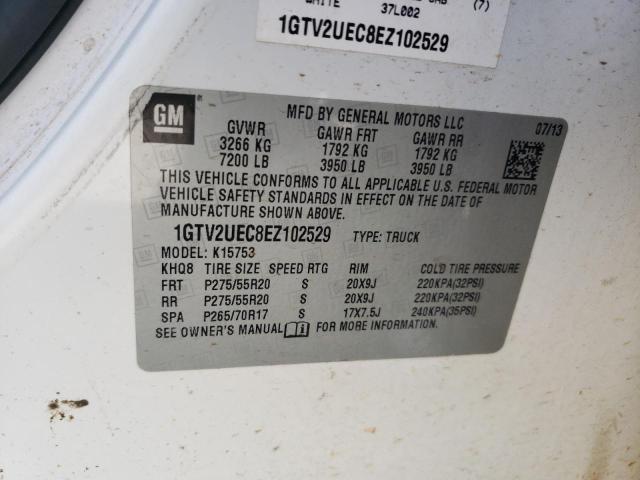 WHITE 37L002 (7)
1GTV2UEC8EZ102529
GM MFD BY GENERAL MOTORS LLC 07/13
GVWR GAWR FRT GAWR RR
3266 KG 1792 KG 1792 KG
7200 LB 3950 LB 3950 LB
THIS VEHICLE CONFORMS TO ALL APPLICABLE U.S. FEDERAL MOTOR
VEHICLE SAFETY STANDARDS IN EFFECT ON THE DATE OF
MANUFACTURE SHOWN ABOVE.
1GTV2UEC8EZ102529 TYPE: TRUCK
MODEL: K15753
KHQ8 TIRE SIZE SPEED RTG RIM COLD TIRE PRESSURE
FRT P275/55R20 S 20X9J 220KPA(32PSI)
RR P275/55R20 S 20X9J 220KPA(32PSI)
SPA P265/70R17 S 17X7.5J 240KPA(35PSI)
SEE OWNER'S MANUAL FOR MORE INFORMATION.